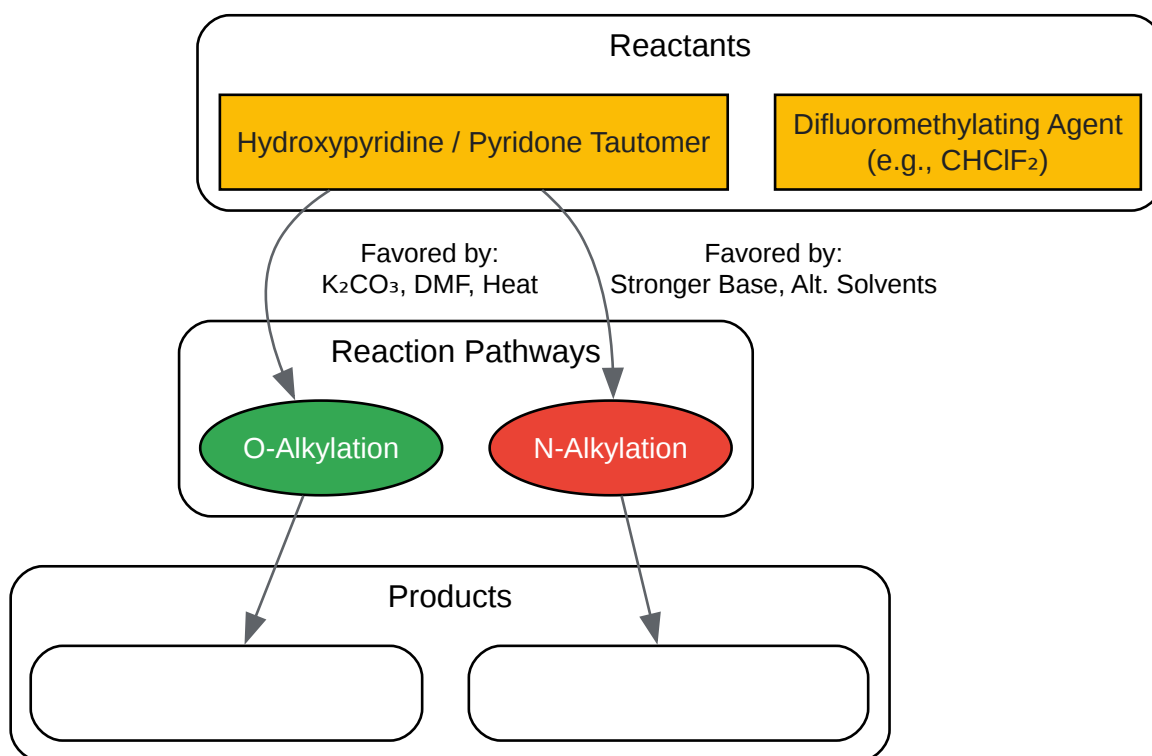 Reactants
Hydroxypyridine / Pyridone Tautomer
Difluoromethylating Agent
(e.g., CHClF₂)
Favored by:
K₂CO₃, DMF, Heat
Favored by:
Stronger Base, Alt. Solvents
Reaction Pathways
O-Alkylation
N-Alkylation
Products